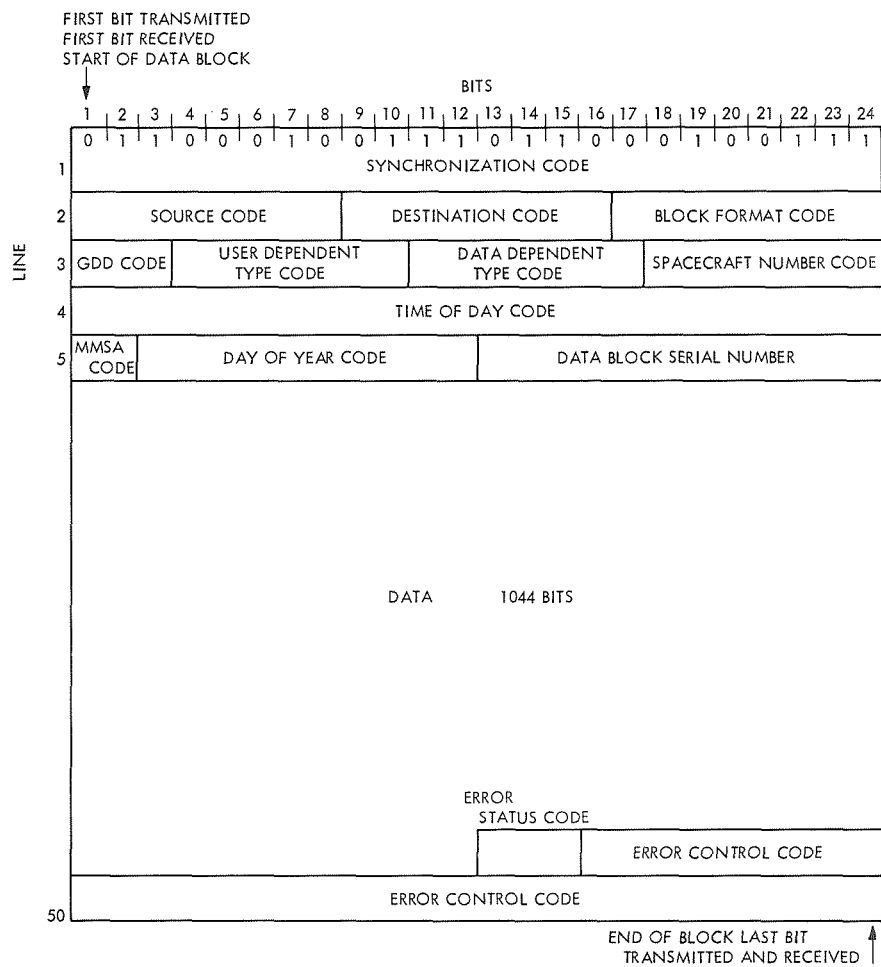 FIRST BIT TRANSMITTED
FIRST BIT RECEIVED
START OF DATA BLOCK
BITS
1 2 3 4 5 6 7 8 9 10 11 12 13 14 15 16 17 18 19 20 21 22 23 24
0 1 1 0 0 0 1 0 0 1 1 1 0 1 1 0 0 0 1 0 0 1 1 1
1 SYNCHRONIZATION CODE
2 SOURCE CODE DESTINATION CODE BLOCK FORMAT CODE
LINE
3 GDD CODE USER DEPENDENT TYPE CODE DATA DEPENDENT TYPE CODE SPACECRAFT NUMBER CODE
4 TIME OF DAY CODE
5 MMSA CODE DAY OF YEAR CODE DATA BLOCK SERIAL NUMBER
DATA 1044 BITS
ERROR
STATUS CODE
ERROR CONTROL CODE
ERROR CONTROL CODE
50
END OF BLOCK LAST BIT
TRANSMITTED AND RECEIVED